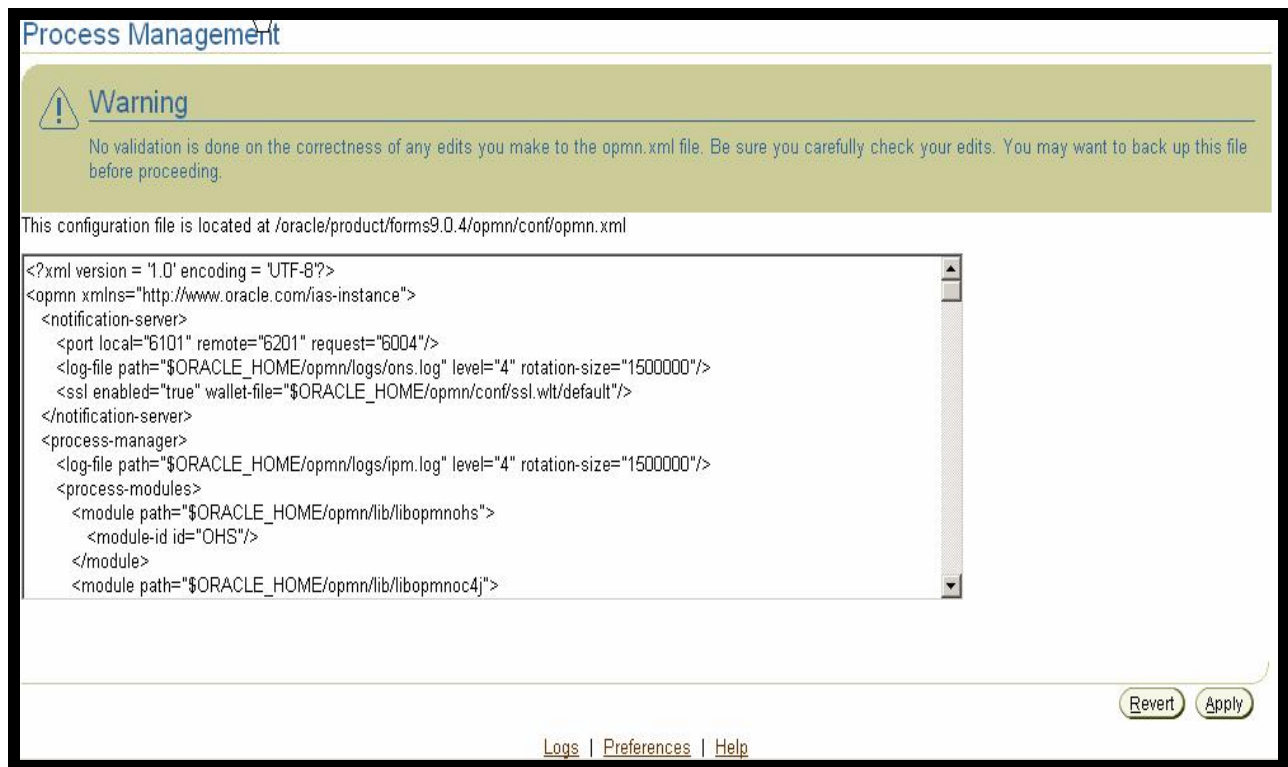 Process Management
Warning
No validation is done on the correctness of any edits you make to the opmn.xml file. Be sure you carefully check your edits. You may want to back up this file
before proceeding.
This configuration file is located at /oracle/product/forms9.0.4/opmn/conf/opmn.xml
<?xml version = '1.0' encoding = 'UTF-8'?>
<opmn xmlns="http://www.oracle.com/ias-instance">
<notification-server>
<port local="6101" remote="6201" request="6004"/>
<log-file path="$ORACLE_HOME/opmn/logs/ons.log" level="4" rotation-size="1500000"/>
<ssl enabled="true" wallet-file="$ORACLE_HOME/opmn/conf/ssl.wlt/default"/>
</notification-server>
<process-manager>
<log-file path="$ORACLE_HOME/opmn/logs/ipm.log" level="4" rotation-size="1500000"/>
<process-modules>
<module path="$ORACLE_HOME/opmn/lib/libopmnohs">
<module-id id="OHS"/>
</module>
<module path="$ORACLE_HOME/opmn/lib/libopmnoc4j">
Revert Apply
Logs | Preferences | Help